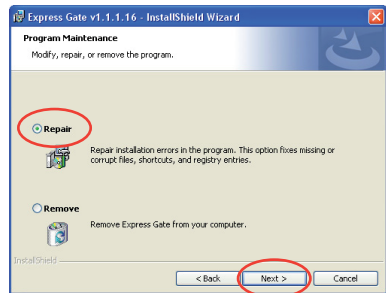 Express Gate v1.1.1.16 - InstallShield Wizard
Program Maintenance
Modify, repair, or remove the program.
Repair
Repair installation errors in the program. This option fixes missing or
corrupt files, shortcuts, and registry entries.
Remove
Remove Express Gate from your computer.
InstallShield
< Back
Next >
Cancel